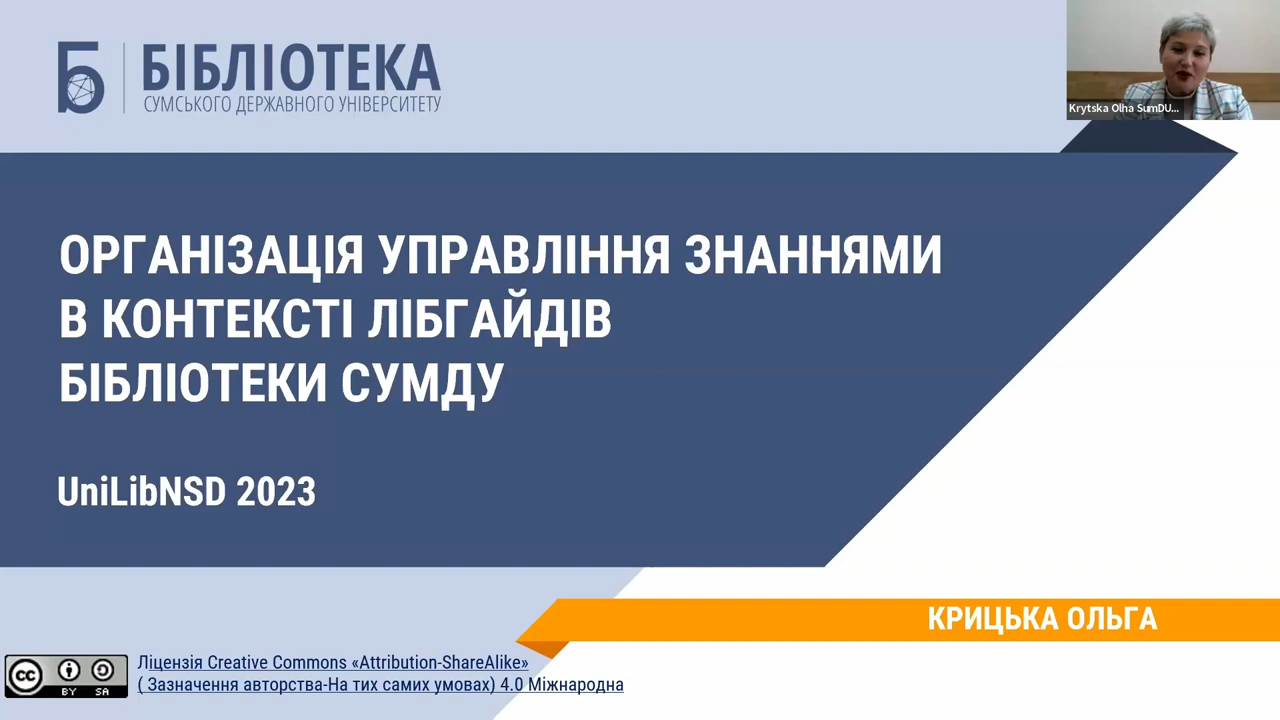 БІБЛІОТЕКА
СУМСЬКОГО ДЕРЖАВНОГО УНІВЕРСИТЕТУ
Krytska Olha SumDU...
ОРГАНІЗАЦІЯ УПРАВЛІННЯ ЗНАННЯМИ
В КОНТЕКСТІ ЛІБГАЙДІВ
БІБЛІОТЕКИ СУМДУ
UniLibNSD 2023
КРИЦЬКА ОЛЬГА
Ліцензія Creative Commons «Attribution-ShareAlike»
( Зазначення авторства-На тих самих умовах) 4.0 Міжнародна
cc BY SA